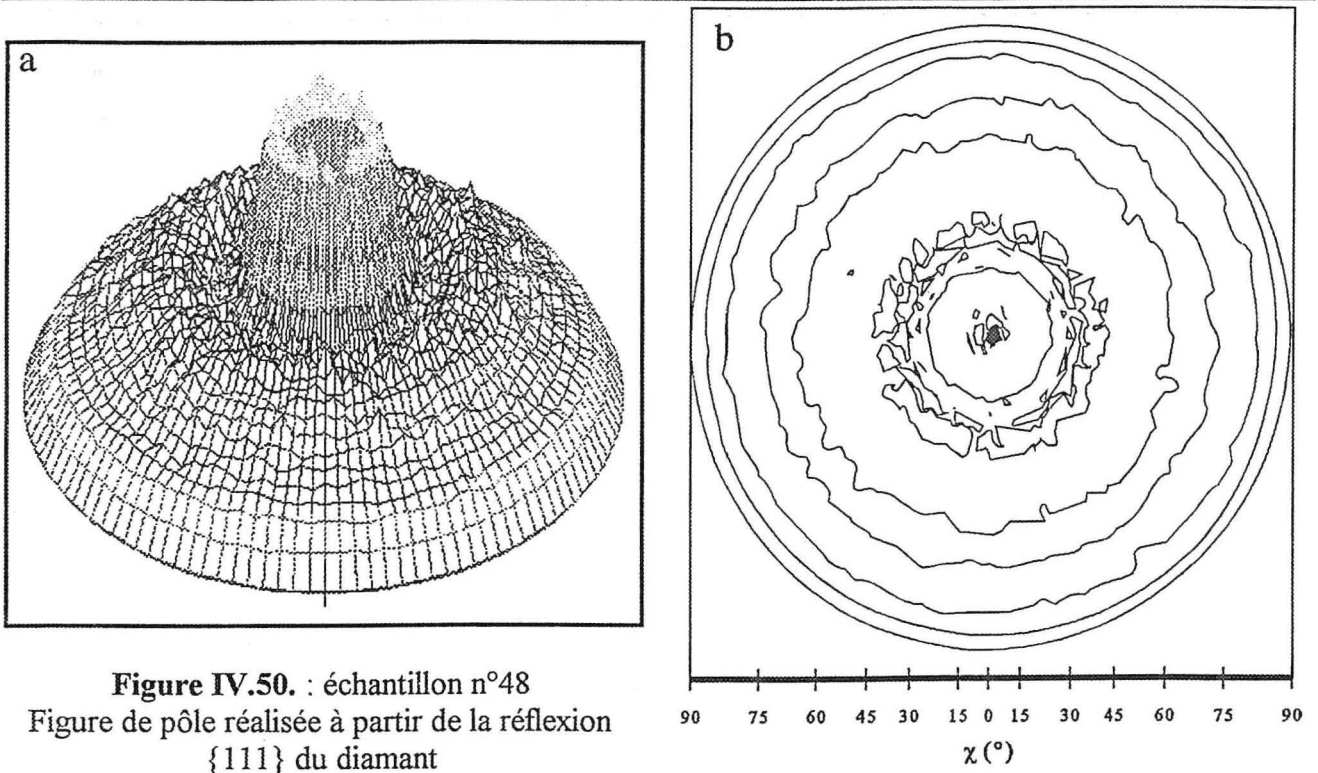 a
b
Figure IV.50. : échantillon n°48
Figure de pôle réalisée à partir de la réflexion
{111} du diamant
90 75 60 45 30 15 0 15 30 45 60 75 90
χ (°)